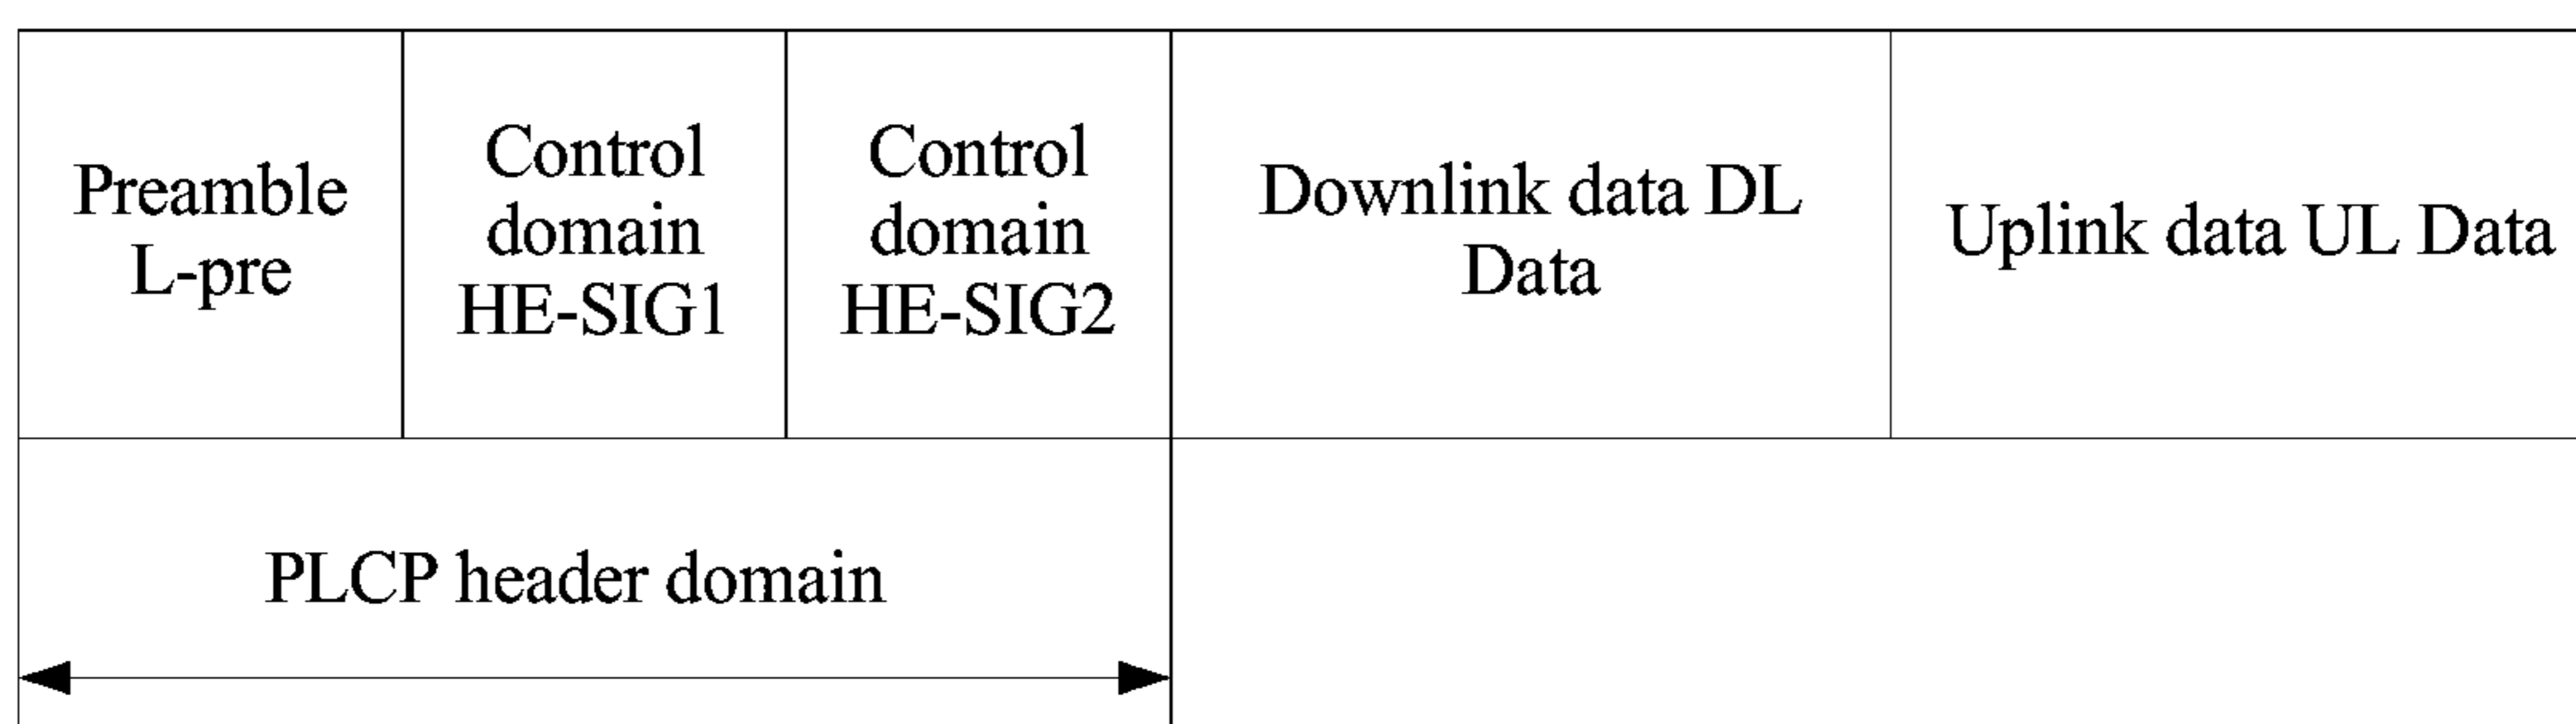 Preamble
L-pre
Control
domain
HE-SIG1
Control
domain
HE-SIG2
Downlink data DL
Data
Uplink data UL Data
PLCP header domain